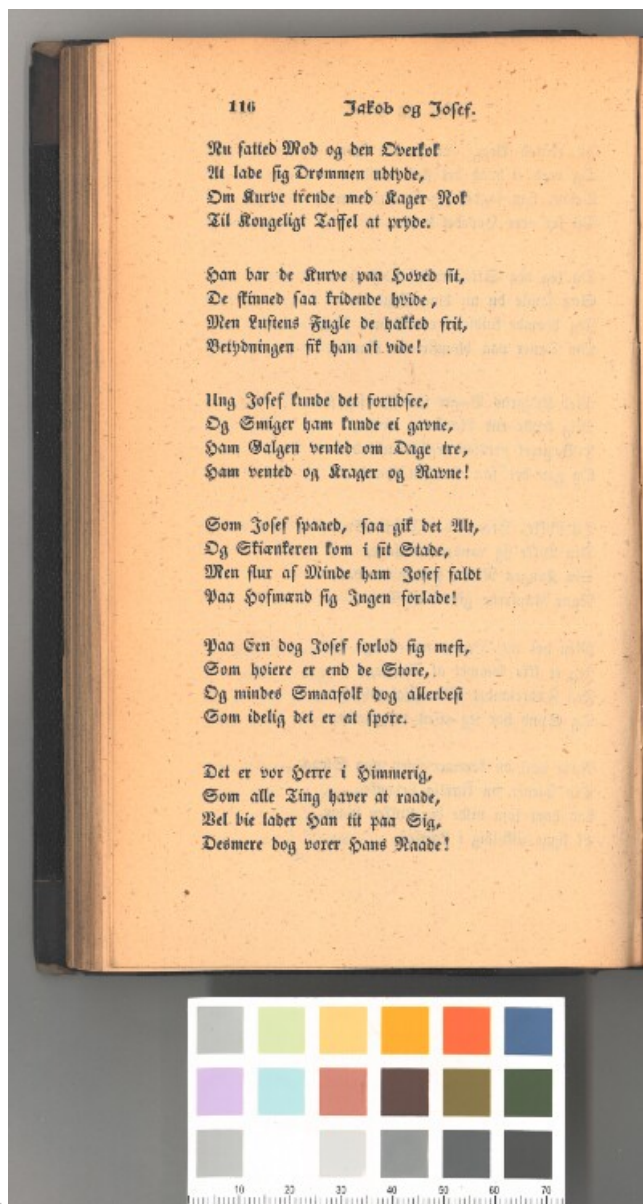 116 Jakob og Josef.
Nu fatted Mod og den Overkok
At lade sig Drømmen udtyde,
Om Kurve trende med Kager Nok
Til Kongeligt Taffel at pryde.
Han bar de Kurve paa Hoved sit,
De skinned saa kridende hvide,
Men Luftens Fugle de hakked frit,
Betydningen fik han at vide!
Ung Josef kunde det forudsee,
Og Smiger ham kunde ei gavne,
Ham Galgen vented om Dage tre,
Ham vented og Krager og Ravne!
Som Josef spaaed, saa gik det Alt,
Og Skiænkeren kom i sit Stade,
Men slur af Minde ham Josef faldt
Paa Hofmænd sig Ingen forlade!
Paa Een dog Josef forlod sig mest,
Som høiere er end de Store,
Og mindes Smaafolk dog allerbest
Som idelig det er at spore.
Det er vor Herre i Himmerig,
Som alle Ting haver at raade,
Vel bie lader Han tit paa Sig,
Desmere dog voxer Hans Naade!
10 20 30 40 50 60 70